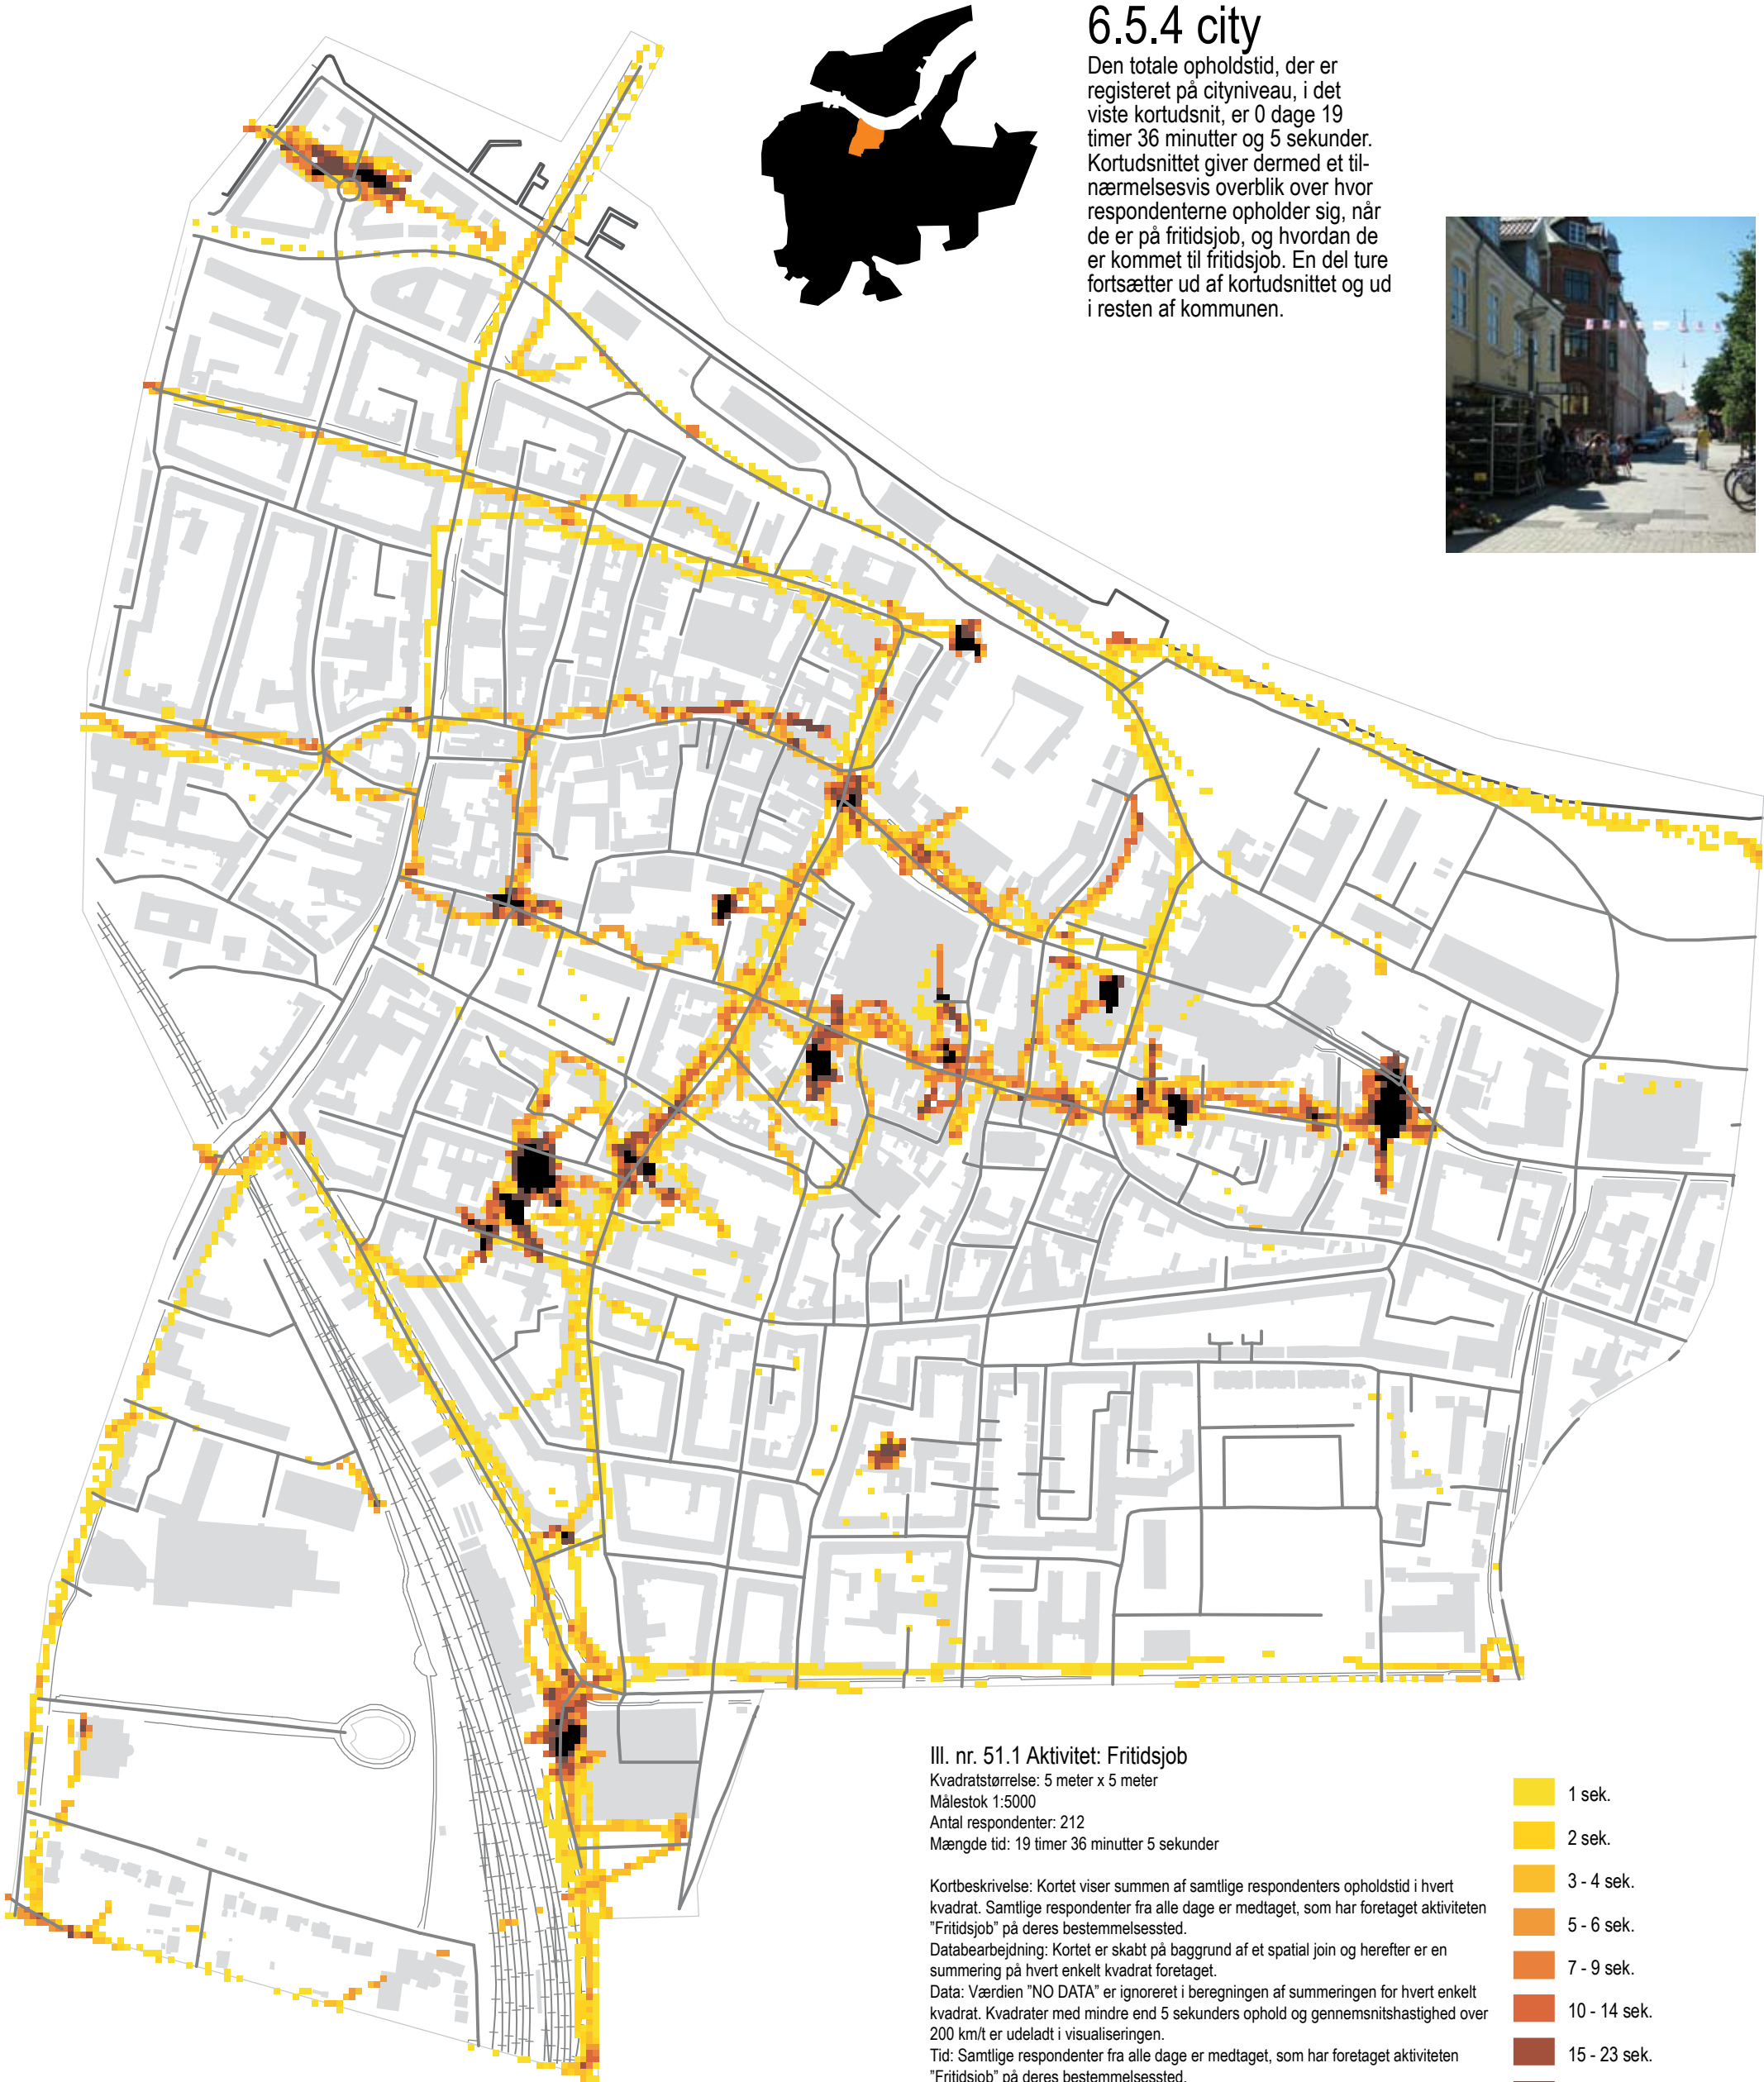 6.5.4 city
Den totale opholdstid, der er
registeret på cityniveau, i det
viste kortudsnit, er 0 dage 19
timer 36 minutter og 5 sekunder.
Kortudsnittet giver dermed et til-
nærmelsesvis overblik over hvor
respondenterne opholder sig, når
de er på fritidsjob, og hvordan de
er kommet til fritidsjob. En del ture
fortsætter ud af kortudsnittet og ud
i resten af kommunen.
Ill. nr. 51.1 Aktivitet: Fritidsjob
Kvadratstørrelse: 5 meter x 5 meter
Målestok 1:5000
Antal respondenter: 212
Mængde tid: 19 timer 36 minutter 5 sekunder
Kortbeskrivelse: Kortet viser summen af samtlige respondenters opholdstid i hvert
kvadrat. Samtlige respondenter fra alle dage er medtaget, som har foretaget aktiviteten
"Fritidsjob" på deres bestemmelsessted.
Databearbejdning: Kortet er skabt på baggrund af et spatial join og herefter er en
summering på hvert enkelt kvadrat foretaget.
Data: Værdien "NO DATA" er ignoreret i beregningen af summeringen for hvert enkelt
kvadrat. Kvadrater med mindre end 5 sekunders ophold og gennemsnitshastighed over
200 km/t er udeladt i visualiseringen.
Tid: Samtlige respondenter fra alle dage er medtaget, som har foretaget aktiviteten
"Fritidsjob" på deres bestemmelsessted.
1 sek.
2 sek.
3 - 4 sek.
5 - 6 sek.
7 - 9 sek.
10 - 14 sek.
15 - 23 sek.